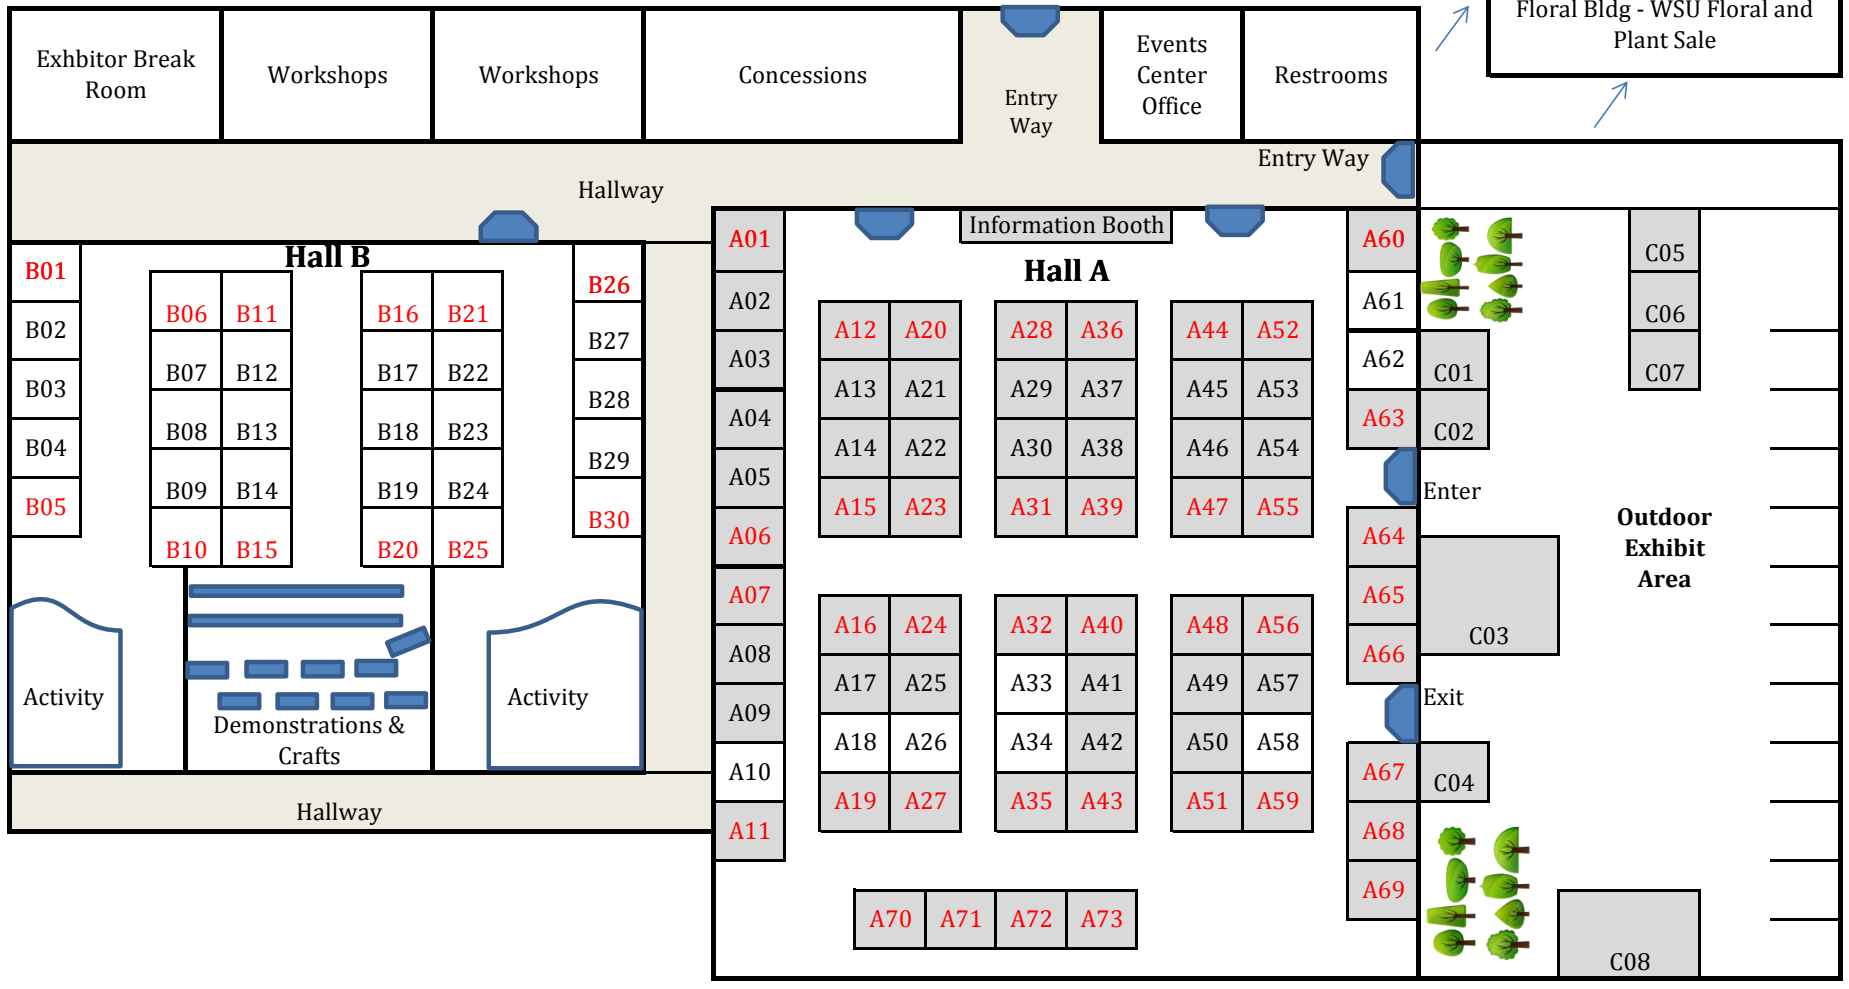 Floral Bldg - WSU Floral and
Plant Sale
Exhbitor Break
Room
Workshops
Workshops
Concessions
Entry
Way
Events
Center
Office
Restrooms
Entry Way
Hallway
Hall B
B01
B02
B03
B04
B05
B06 B11
B07 B12
B08 B13
B09 B14
B10 B15
B16 B21
B17 B22
B18 B23
B19 B24
B20 B25
B26
B27
B28
B29
B30
Activity
Demonstrations &
Crafts
Activity
Hallway
Information Booth
Hall A
A01
A02
A03
A04
A05
A06
A07
A08
A09
A10
A11
A12 A20
A13 A21
A14 A22
A15 A23
A16 A24
A17 A25
A18 A26
A19 A27
A28 A36
A29 A37
A30 A38
A31 A39
A32 A40
A33 A41
A34 A42
A35 A43
A44 A52
A45 A53
A46 A54
A47 A55
A48 A56
A49 A57
A50 A58
A51 A59
A60
A61
A62
A63
A64
A65
A66
A67
A68
A69
A70 A71 A72 A73
C01
C02
Enter
C03
Exit
C04
C05
C06
C07
Outdoor
Exhibit
Area
C08